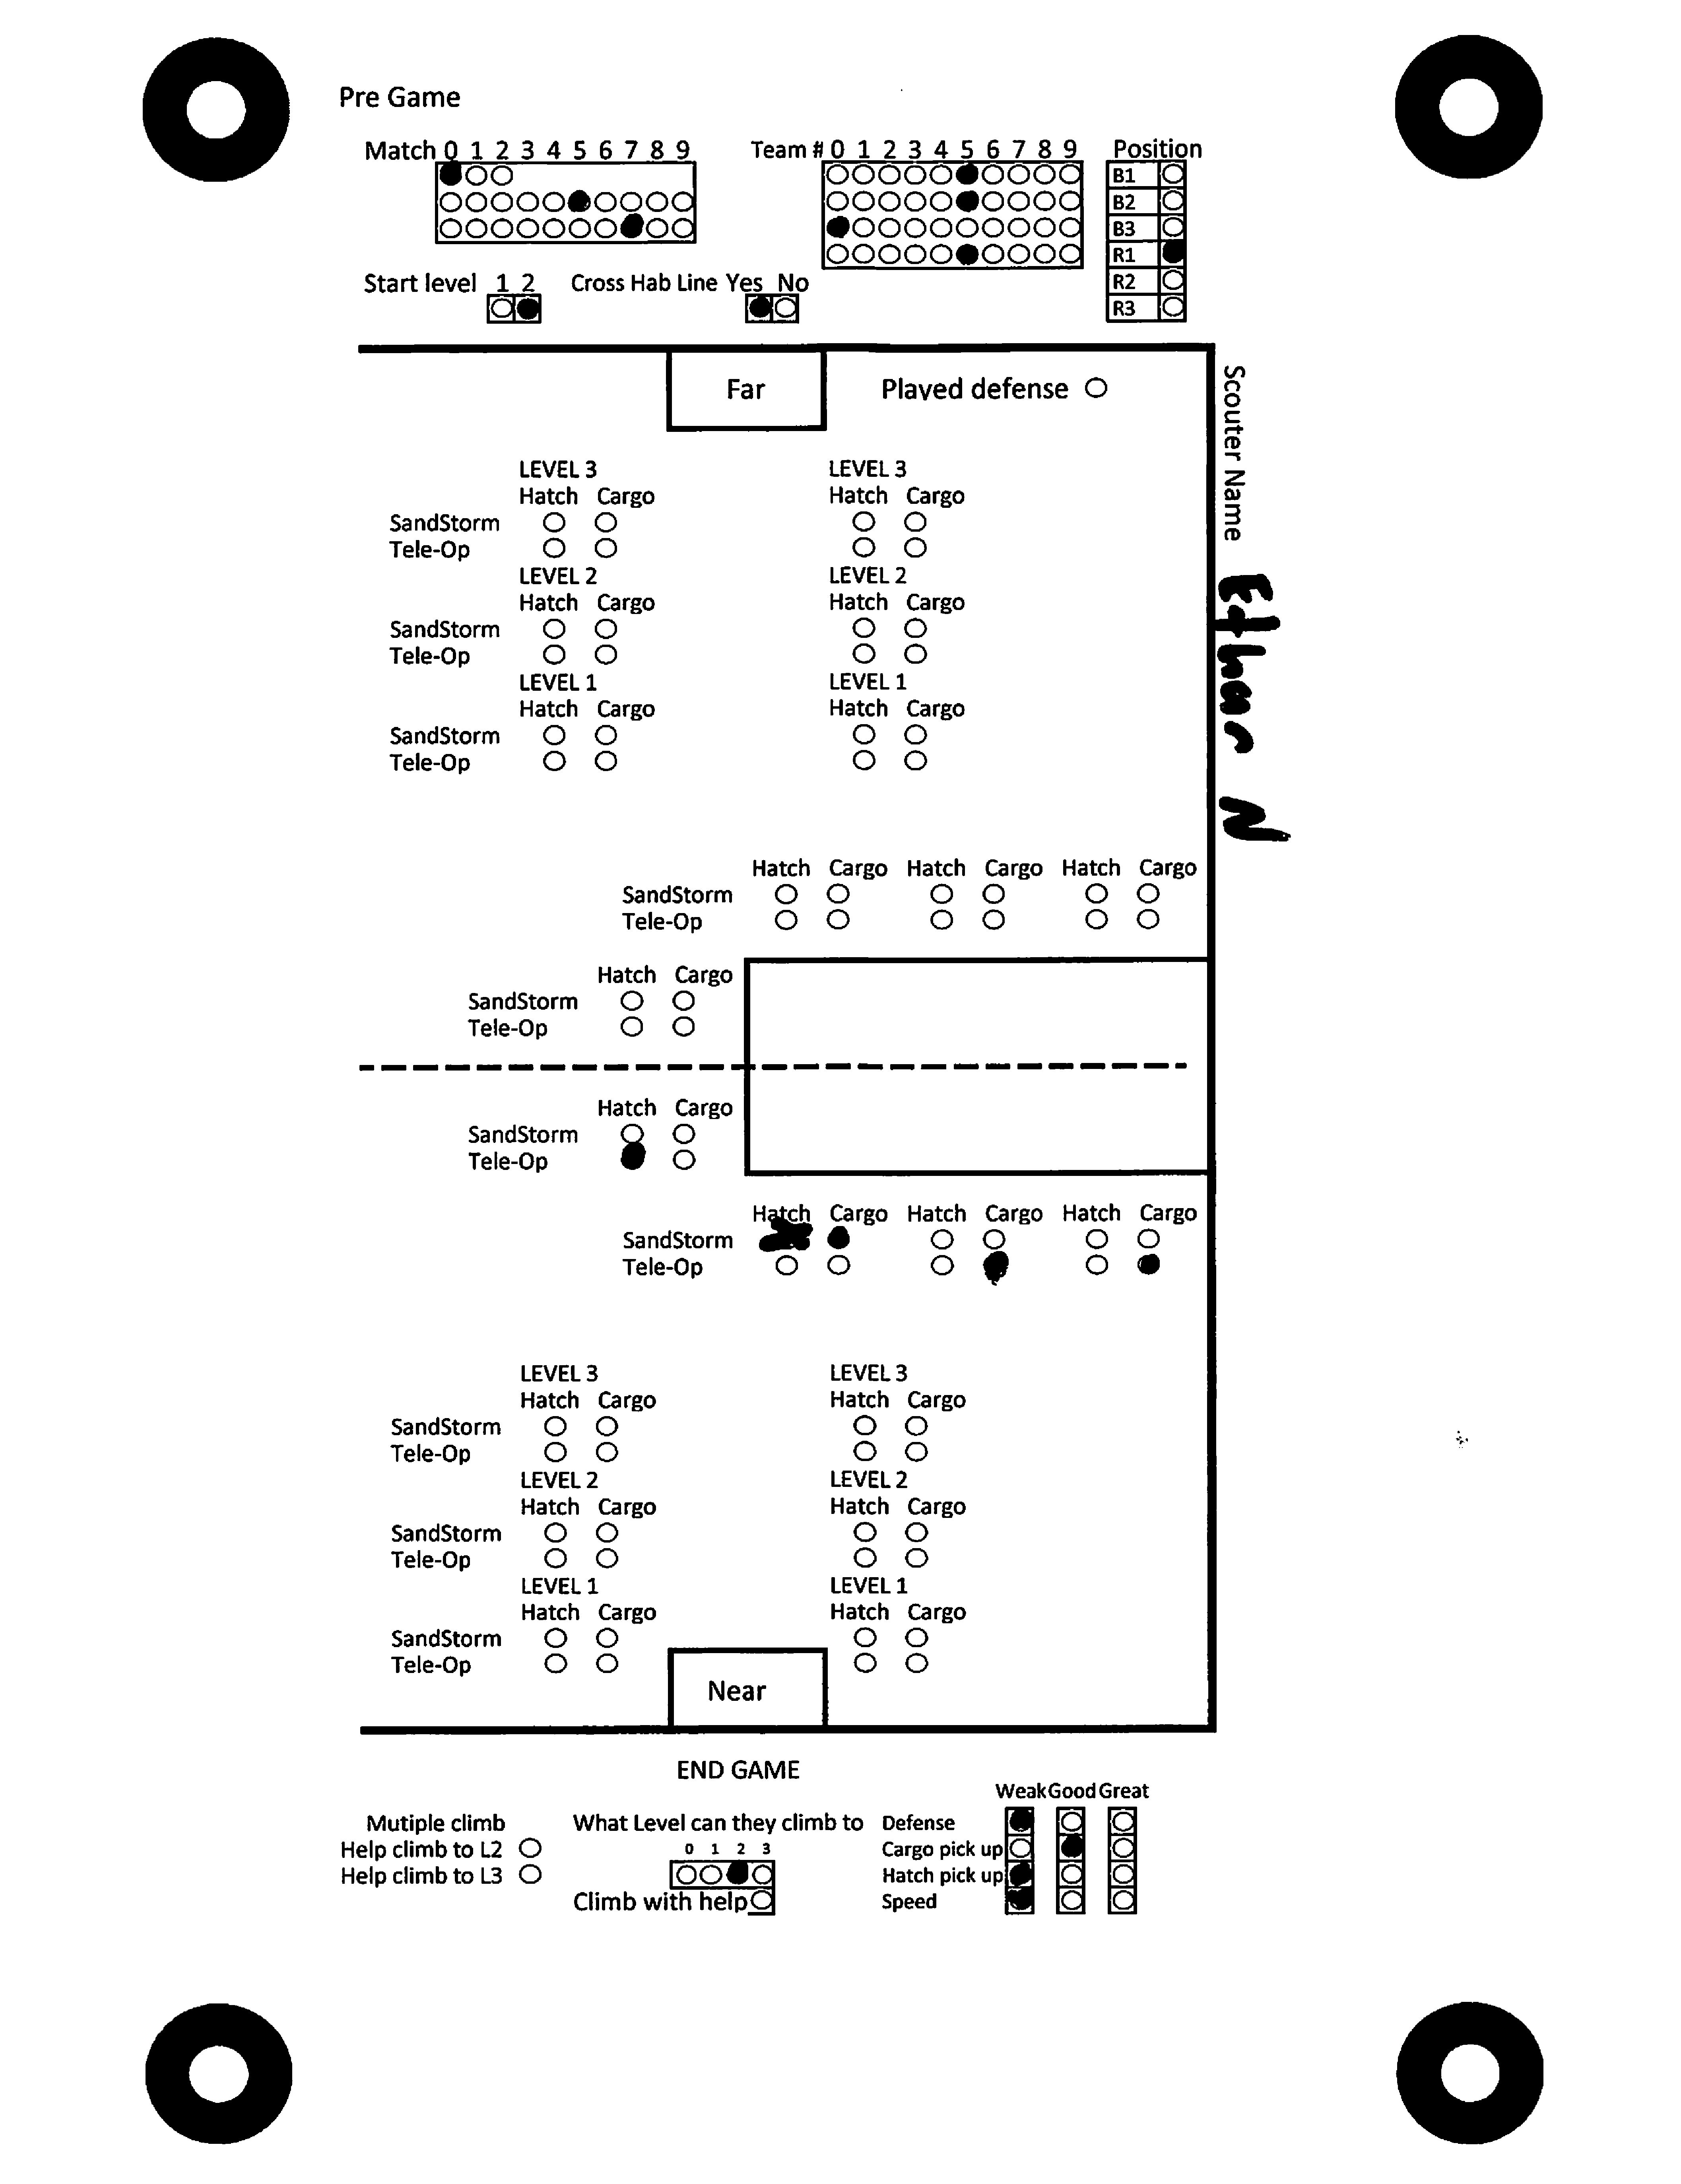 Pre Game
Match 0 1 2 3 4 5 6 7 8 9
Team # 0 1 2 3 4 5 6 7 8 9
Position
B1
B2
B3
R1
R2
R3
Start level 1 2
Cross Hab Line Yes No
Far
Played defense
Scouter Name Ethan N
LEVEL 3 LEVEL 3
Hatch Cargo Hatch Cargo
SandStorm
Tele-Op
LEVEL 2 LEVEL 2
Hatch Cargo Hatch Cargo
SandStorm
Tele-Op
LEVEL 1 LEVEL 1
Hatch Cargo Hatch Cargo
SandStorm
Tele-Op
Hatch Cargo Hatch Cargo Hatch Cargo
SandStorm
Tele-Op
Hatch Cargo
SandStorm
Tele-Op
Hatch Cargo
SandStorm
Tele-Op
Hatch Cargo Hatch Cargo Hatch Cargo
SandStorm
Tele-Op
LEVEL 3 LEVEL 3
Hatch Cargo Hatch Cargo
SandStorm
Tele-Op
LEVEL 2 LEVEL 2
Hatch Cargo Hatch Cargo
SandStorm
Tele-Op
LEVEL 1 LEVEL 1
Hatch Cargo Hatch Cargo
SandStorm
Tele-Op
Near
END GAME
Mutiple climb
Help climb to L2
Help climb to L3
What Level can they climb to
0 1 2 3
Climb with help
Weak Good Great
Defense
Cargo pick up
Hatch pick up
Speed